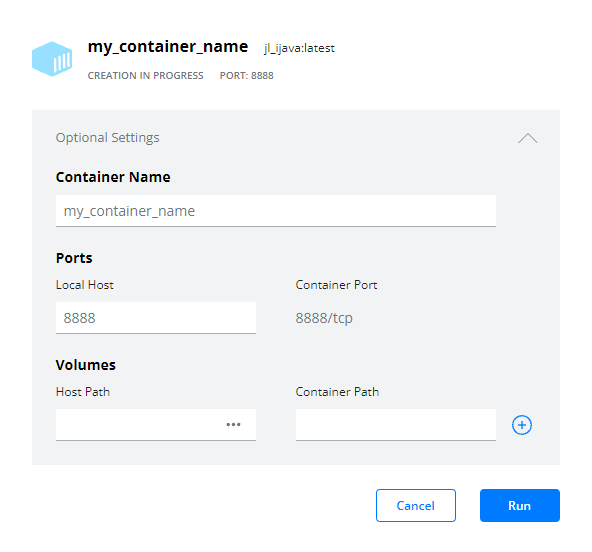 my_container_name jl_ijava:latest
CREATION IN PROGRESS PORT: 8888
Optional Settings
Container Name
my_container_name
Ports
Local Host Container Port
8888 8888/tcp
Volumes
Host Path Container Path
Cancel Run